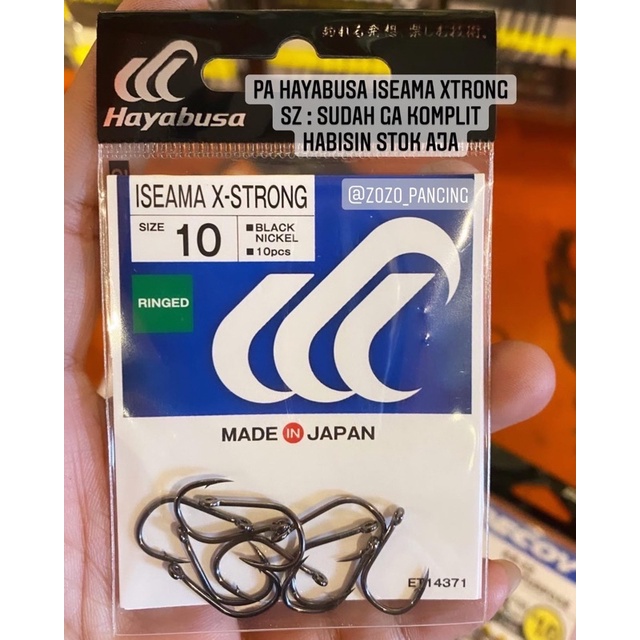 釣れる発想、楽しむ技術。
Hayabusa
PA HAYABUSA ISEAMA XTRONG
SZ : SUDAH GA KOMPLIT
HABISIN STOK AJA
@ZOZO_PANCING
ISEAMA X-STRONG
SIZE 10
■BLACK
NICKEL
■10pcs
RINGED
MADE IN JAPAN
ET14371